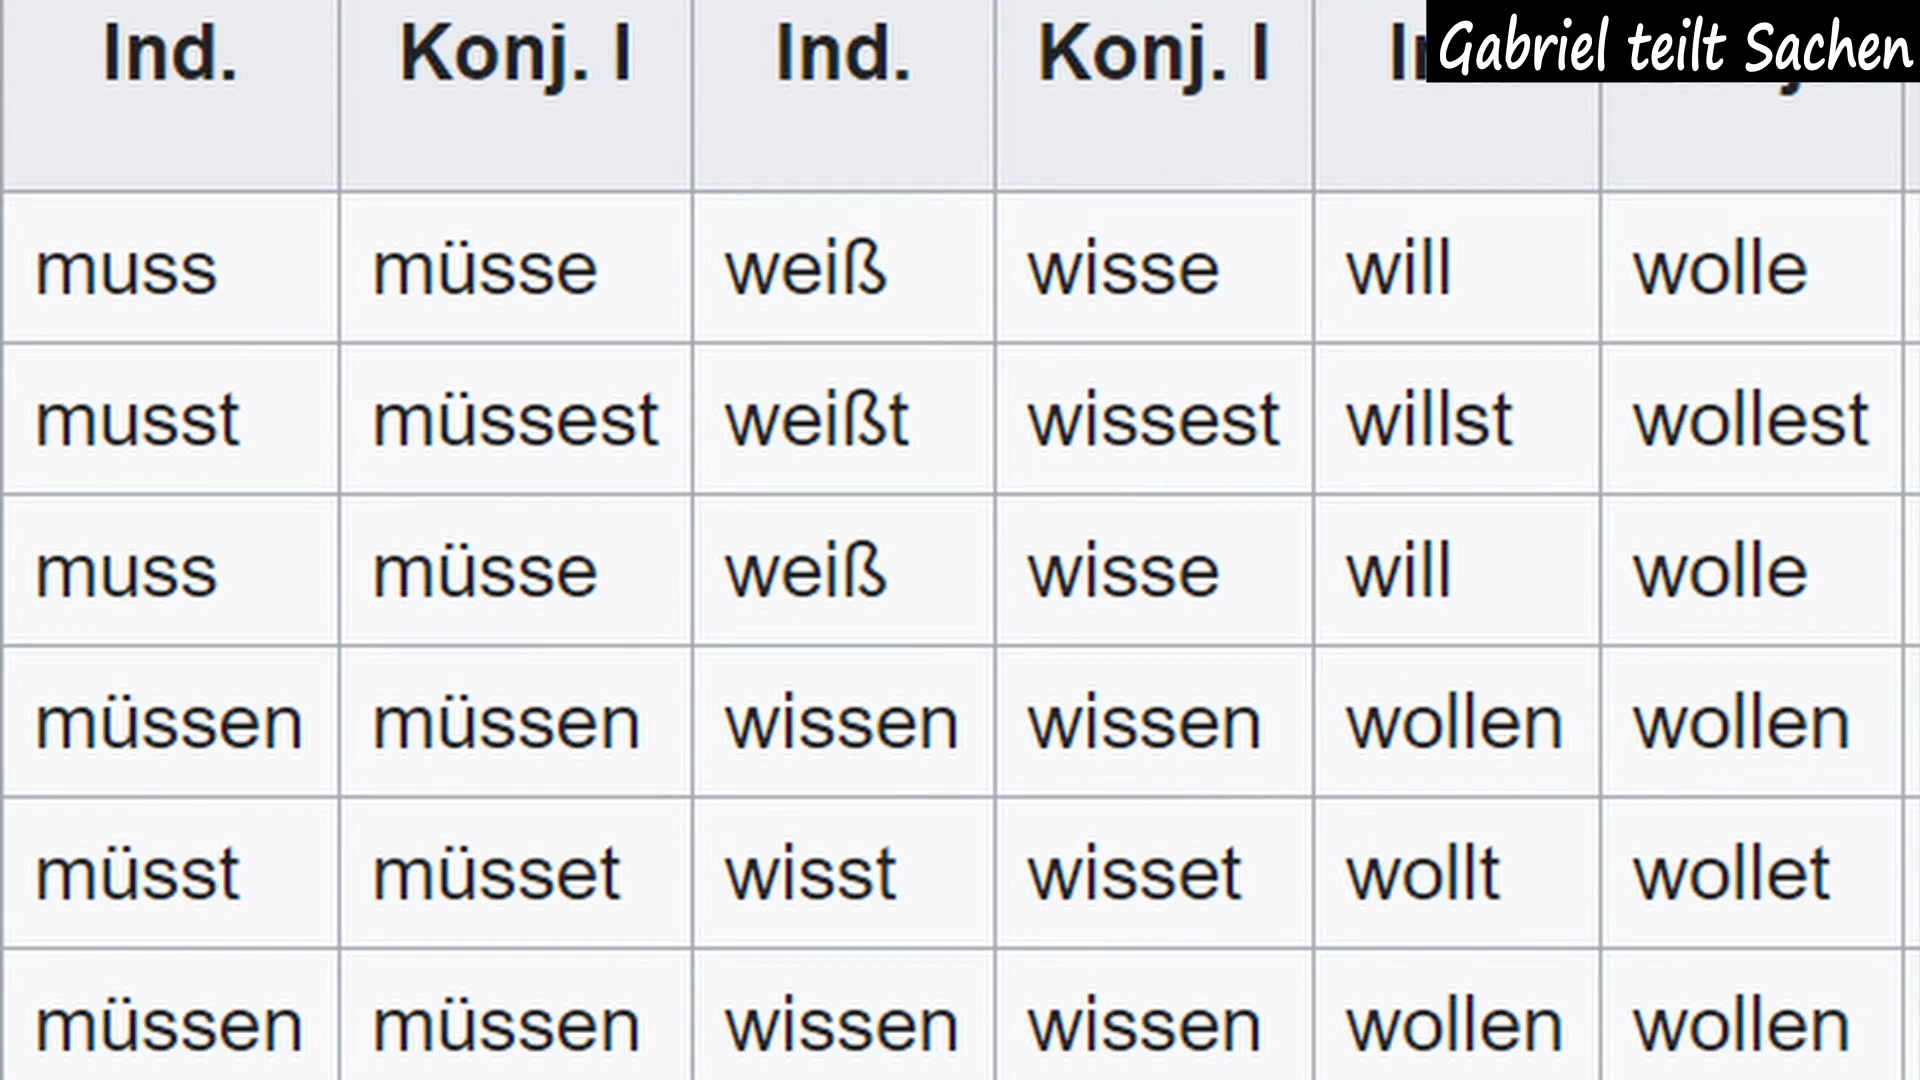 Ind. Konj. I Ind. Konj. I
Gabriel teilt Sachen
muss müsse weiß wisse will wolle
musst müssest weißt wissest willst wollest
muss müsse weiß wisse will wolle
müssen müssen wissen wissen wollen wollen
müsst müsset wisst wisset wollt wollet
müssen müssen wissen wissen wollen wollen